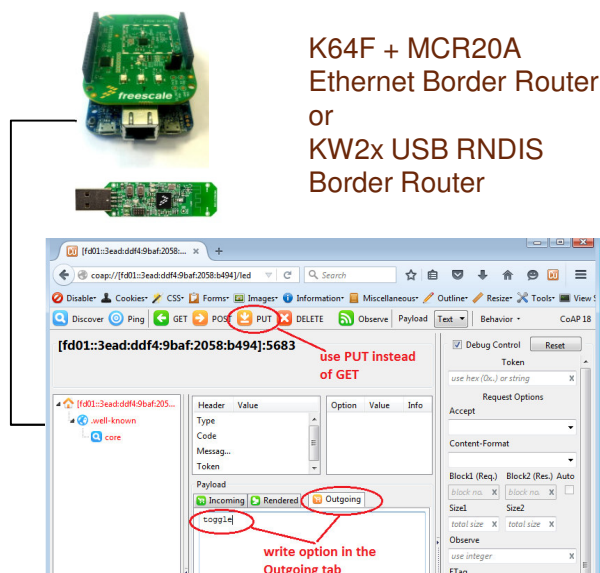 K64F + MCR20A
Ethernet Border Router
or
KW2x USB RNDIS
Border Router
freescale
[fd01::3ead:ddf4:9baf:2058:... × +
coap://[fd01::3ead:ddf4:9baf:2058:b494]/led Search
Disable Cookies CSS Forms Images Information Miscellaneous Outline Resize Tools View S
Discover Ping GET POST PUT DELETE Observe Payload Text Behavior CoAP 18
[fd01::3ead:ddf4:9baf:2058:b494]:5683
use PUT instead
of GET
Debug Control Reset
Token
use hex (0x..) or string X
Request Options
Accept
Content-Format
Block1 (Req.) Block2 (Res.) Auto
block no. X block no. X
Size1 Size2
total size X total size X
Observe
use integer X
ETag
[fd01::3ead:ddf4:9baf:205...
.well-known
core
Header Value
Type
Code
Messag...
Token
Option Value Info
Payload
Incoming Rendered Outgoing
toggle
write option in the
Outgoing tab